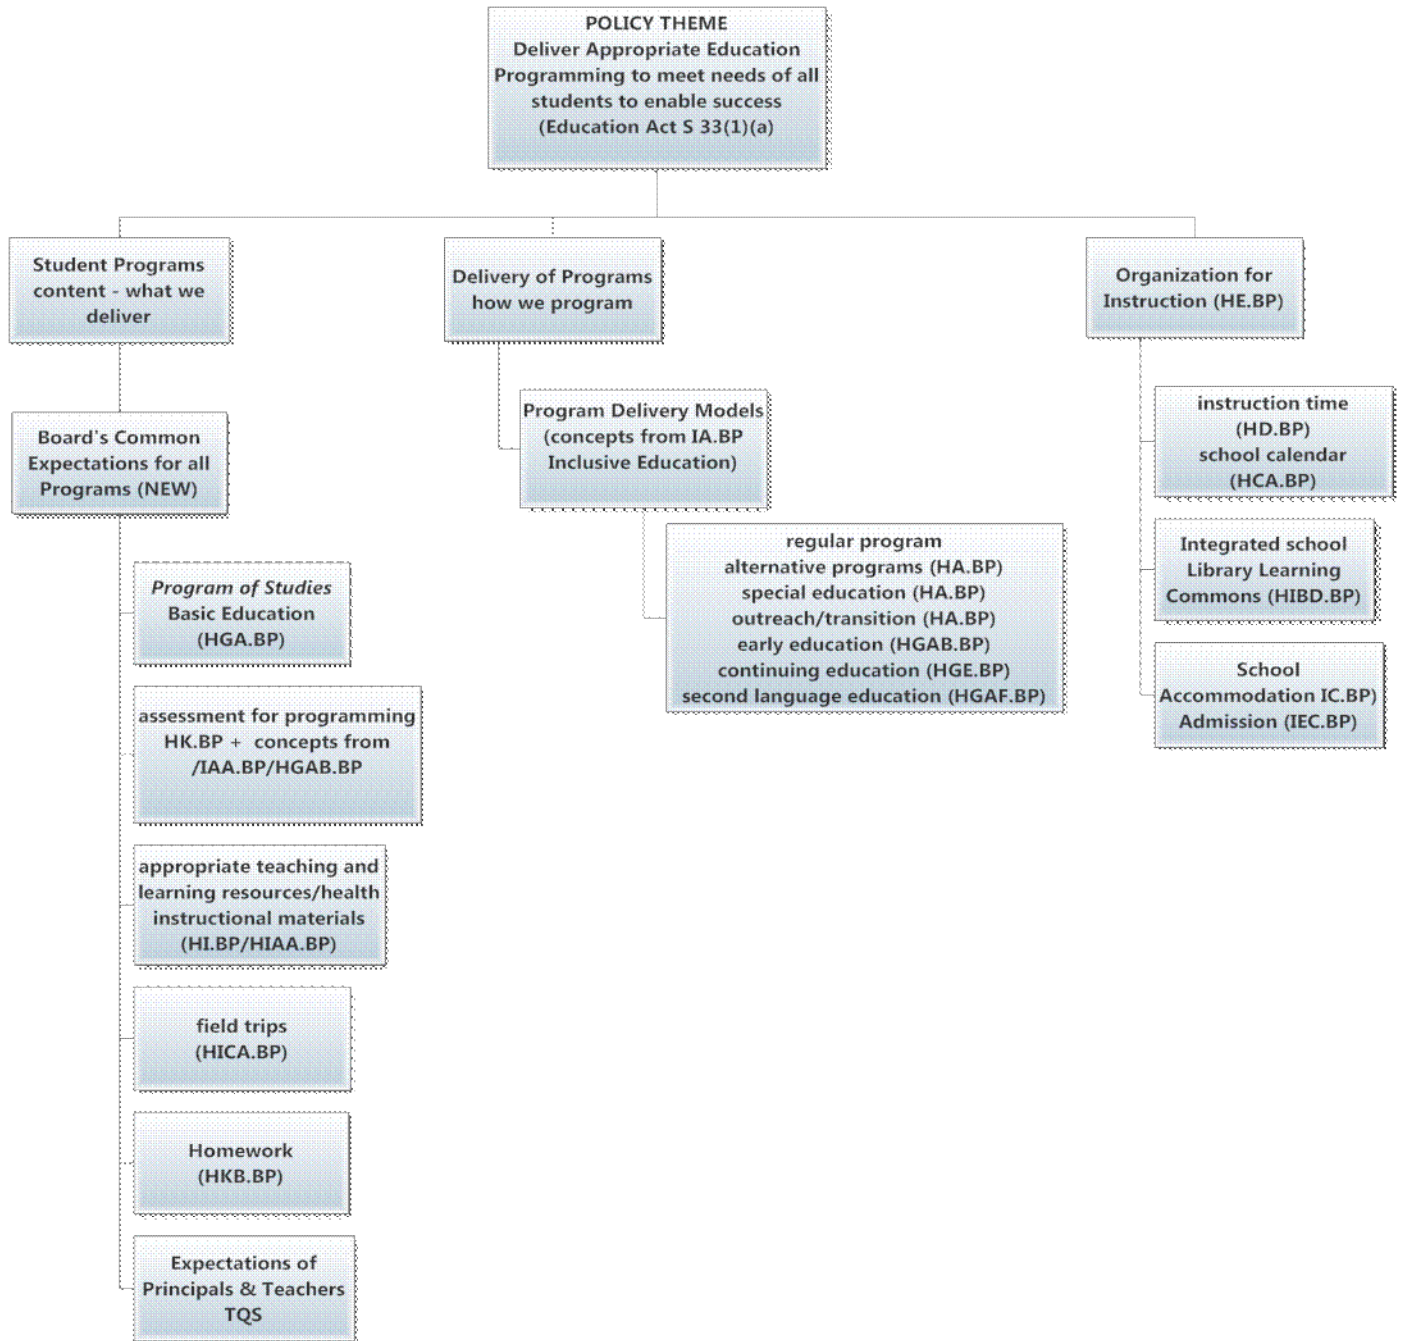 POLICY THEME
Deliver Appropriate Education
Programming to meet needs of all
students to enable success
(Education Act S 33(1)(a)
Student Programs
content - what we
deliver
Board's Common
Expectations for all
Programs (NEW)
Program of Studies
Basic Education
(HGA.BP)
assessment for programming
HK.BP + concepts from
/IAA.BP/HGAB.BP
appropriate teaching and
learning resources/health
instructional materials
(HI.BP/HIAA.BP)
field trips
(HICA.BP)
Homework
(HKB.BP)
Expectations of
Principals & Teachers
TQS
Delivery of Programs
how we program
Program Delivery Models
(concepts from IA.BP
Inclusive Education)
regular program
alternative programs (HA.BP)
special education (HA.BP)
outreach/transition (HA.BP)
early education (HGAB.BP)
continuing education (HGE.BP)
second language education (HGAF.BP)
Organization for
Instruction (HE.BP)
instruction time
(HD.BP)
school calendar
(HCA.BP)
Integrated school
Library Learning
Commons (HIBD.BP)
School
Accommodation IC.BP)
Admission (IEC.BP)